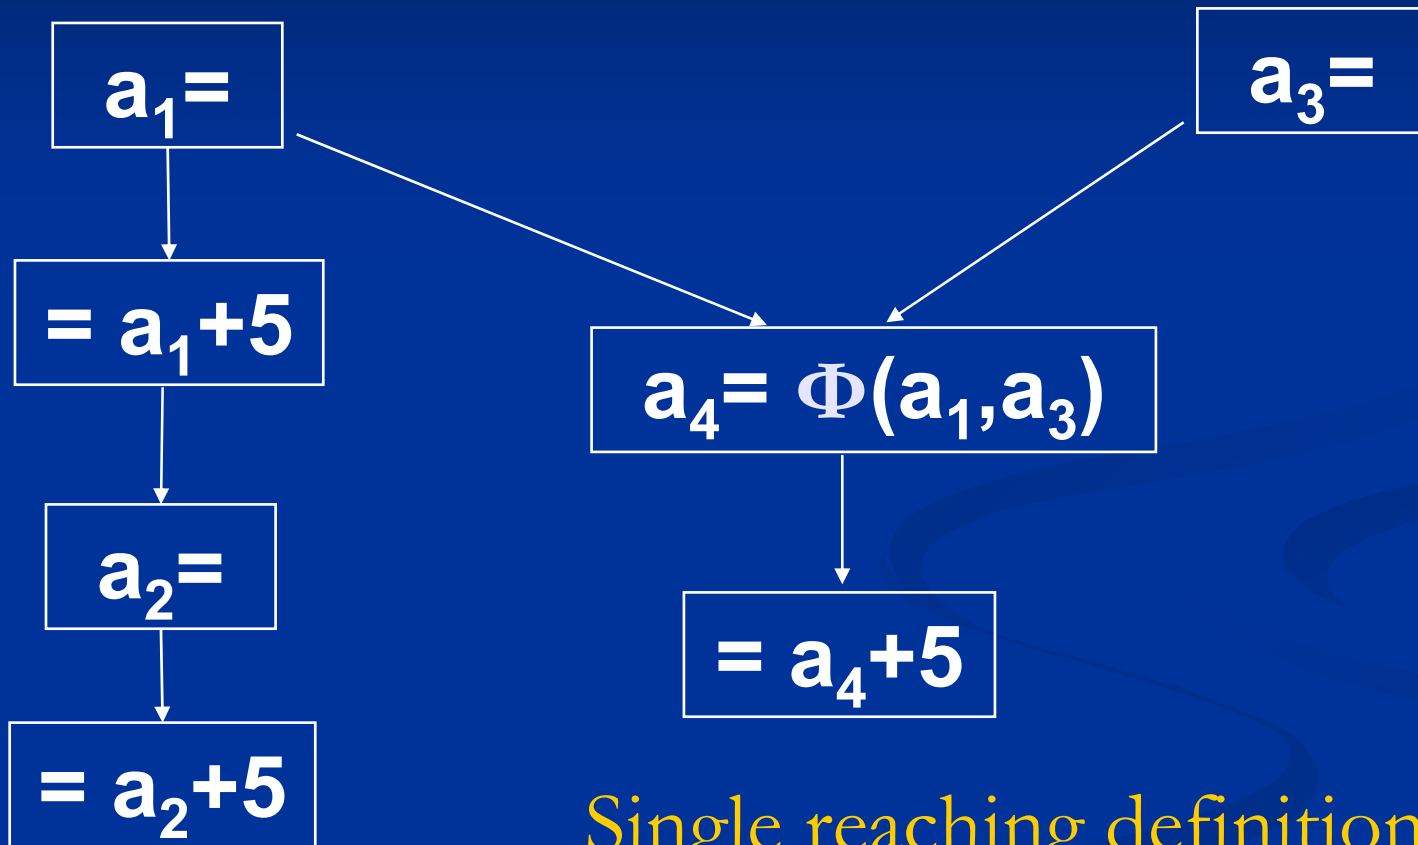 a₁=
a₃=
= a₁+5
a₄= Φ(a₁,a₃)
a₂=
= a₄+5
= a₂+5
Single reaching definition